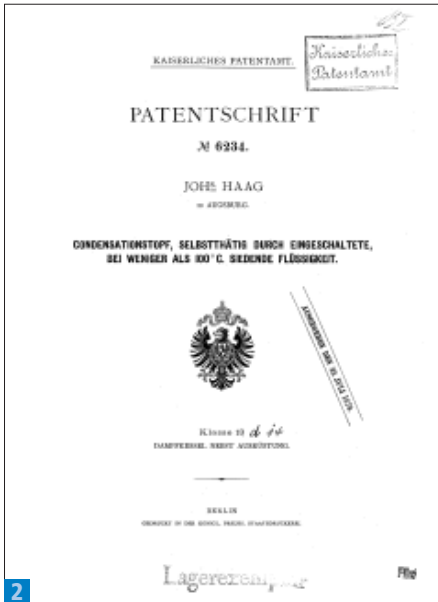 KAISERLICHES PATENTAMT.
Kaiserliches
Patentamt
PATENTSCHRIFT
№ 6234.
JOHS. HAAG
IN AUGSBURG.
CONDENSATIONSTOPF, SELBSTTHÄTIG DURCH EINGESCHALTETE,
BEI WENIGER ALS 100° C. SIEDENDE FLÜSSIGKEIT.
Klasse 13
DAMPFKESSEL NEBST AUSRÜSTUNG.
BERLIN
GEDRUCKT IN DER KÖNIGL. PREUSS. STAATSDRUCKEREI.
2